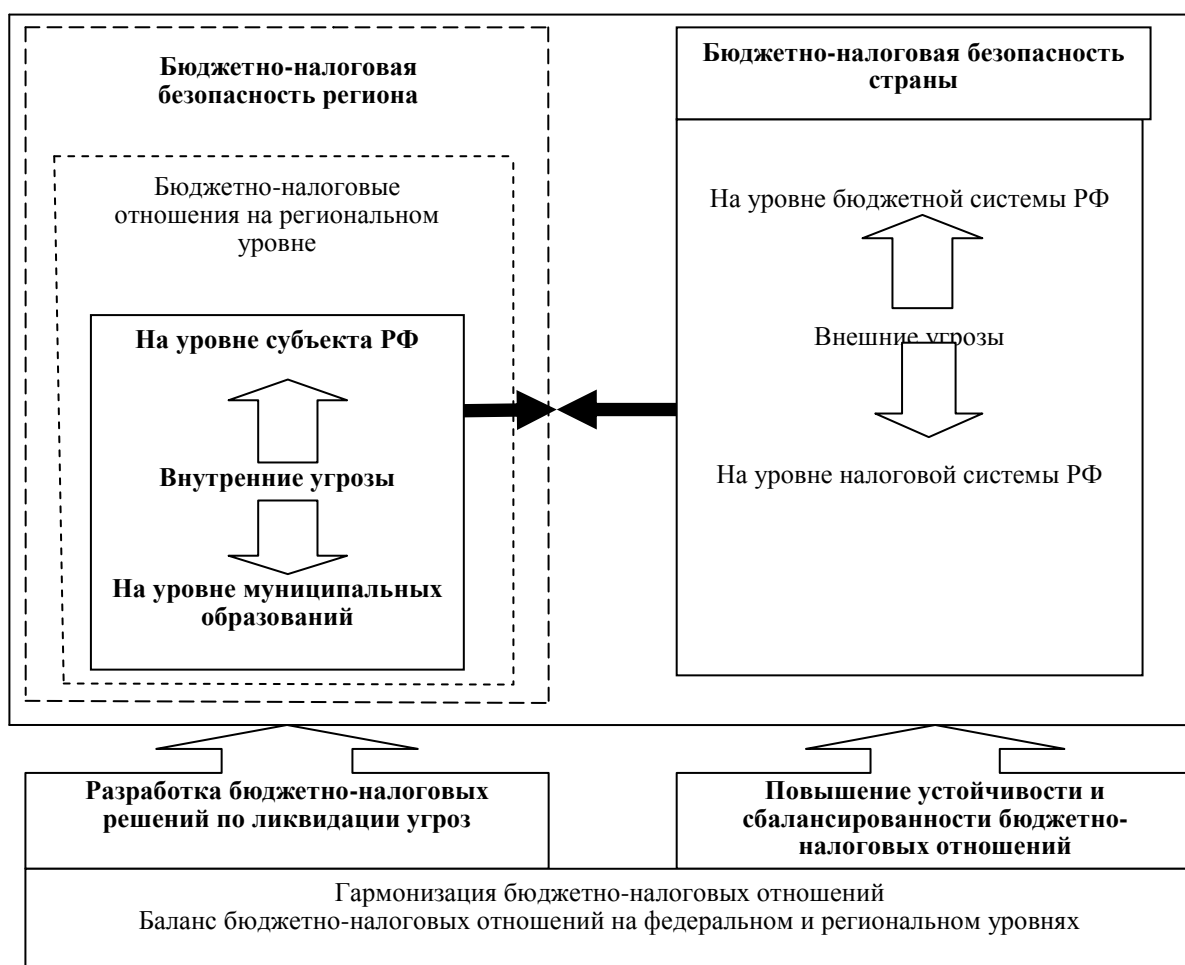 Бюджетно-налоговая
безопасность региона
Бюджетно-налоговые
отношения на региональном
уровне
На уровне субъекта РФ
Внутренние угрозы
На уровне муниципальных
образований
Бюджетно-налоговая безопасность
страны
На уровне бюджетной системы РФ
Внешние угрозы
На уровне налоговой системы РФ
Разработка бюджетно-налоговых
решений по ликвидации угроз
Повышение устойчивости и
сбалансированности бюджетно-
налоговых отношений
Гармонизация бюджетно-налоговых отношений
Баланс бюджетно-налоговых отношений на федеральном и региональном уровнях